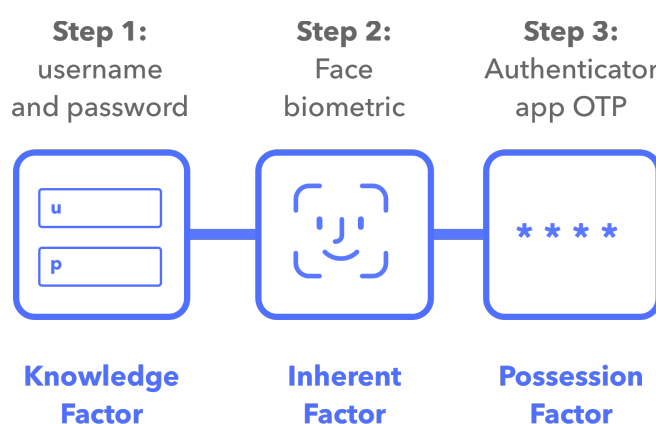 Step 1:
username
and password
Step 2:
Face
biometric
Step 3:
Authenticator
app OTP
u
p
****
Knowledge
Factor
Inherent
Factor
Possession
Factor